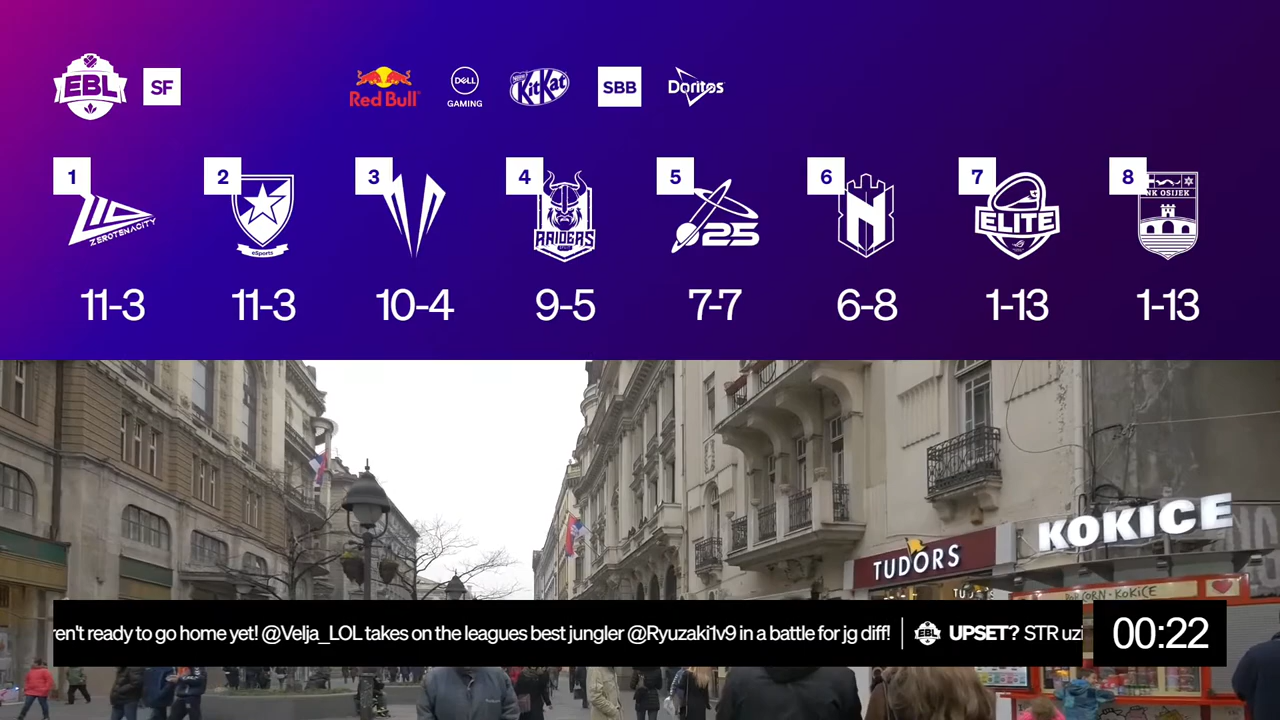 EBL
SF
Red Bull
DELL
GAMING
Nestlé
KitKat
SBB
Doritos
1
2
3
4
5
6
7
8
ZEROTENACITY
eSports
S25
N
ELITE
NK OSIJEK
11-3
11-3
10-4
9-5
7-7
6-8
1-13
1-13
TUDORS
KOKICE
KOKICE
ren't ready to go home yet! @Velja_LOL takes on the leagues best jungler @Ryuzaki1v9 in a battle for jg diff!
EBL
UPSET? STR uzi
00:22